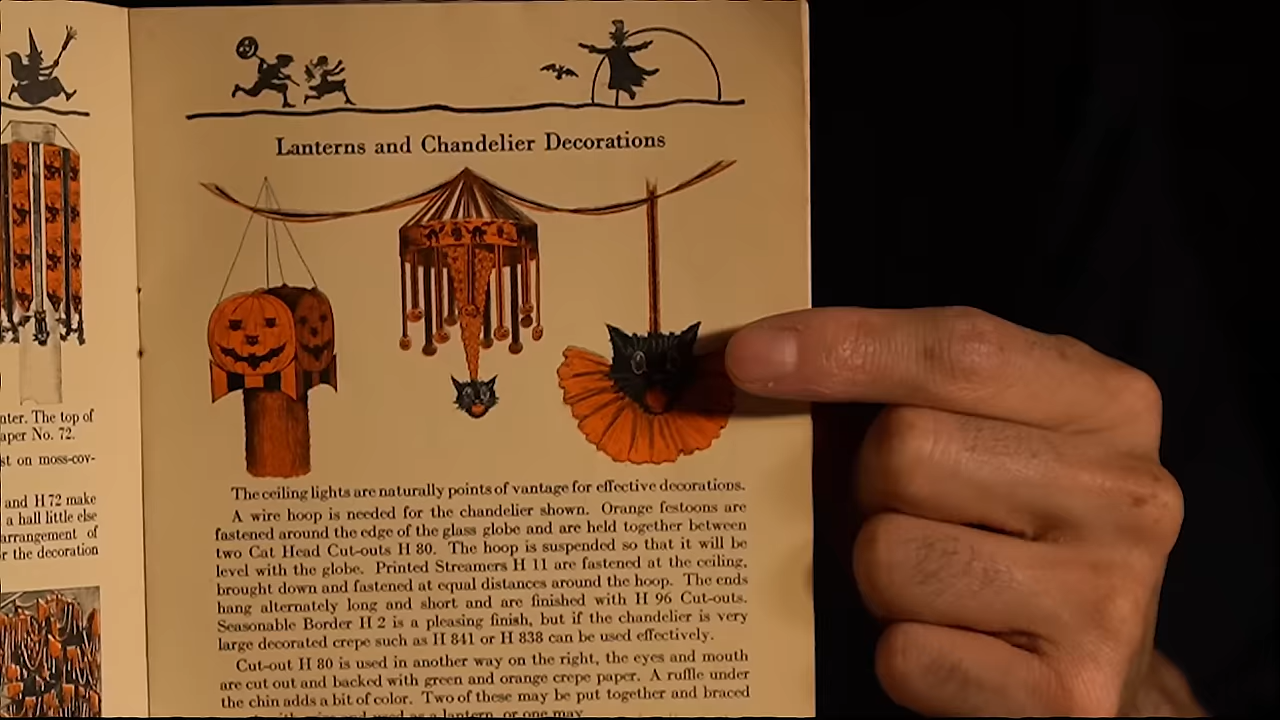 nter. The top of
aper No. 72.
st on moss-cov-
and H 72 make
a hall little else
arrangement of
r the decoration
Lanterns and Chandelier Decorations
The ceiling lights are naturally points of vantage for effective decorations.
A wire hoop is needed for the chandelier shown. Orange festoons are
fastened around the edge of the glass globe and are held together between
two Cat Head Cut-outs H 80. The hoop is suspended so that it will be
level with the globe. Printed Streamers H 11 are fastened at the ceiling,
brought down and fastened at equal distances around the hoop. The ends
hang alternately long and short and are finished with H 96 Cut-outs.
Seasonable Border H 2 is a pleasing finish, but if the chandelier is very
large decorated crepe such as H 841 or H 838 can be used effectively.
Cut-out H 80 is used in another way on the right, the eyes and mouth
are cut out and backed with green and orange crepe paper. A ruffle under
the chin adds a bit of color. Two of these may be put together and braced
with wire and used as a lantern, or one may